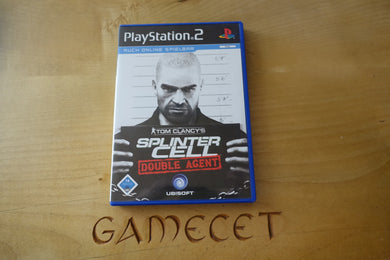 PlayStation 2
AUCH ONLINE SPIELBAR
TOM CLANCY'S
SPLINTER
CELL
DOUBLE AGENT
UBISOFT
GAMECET